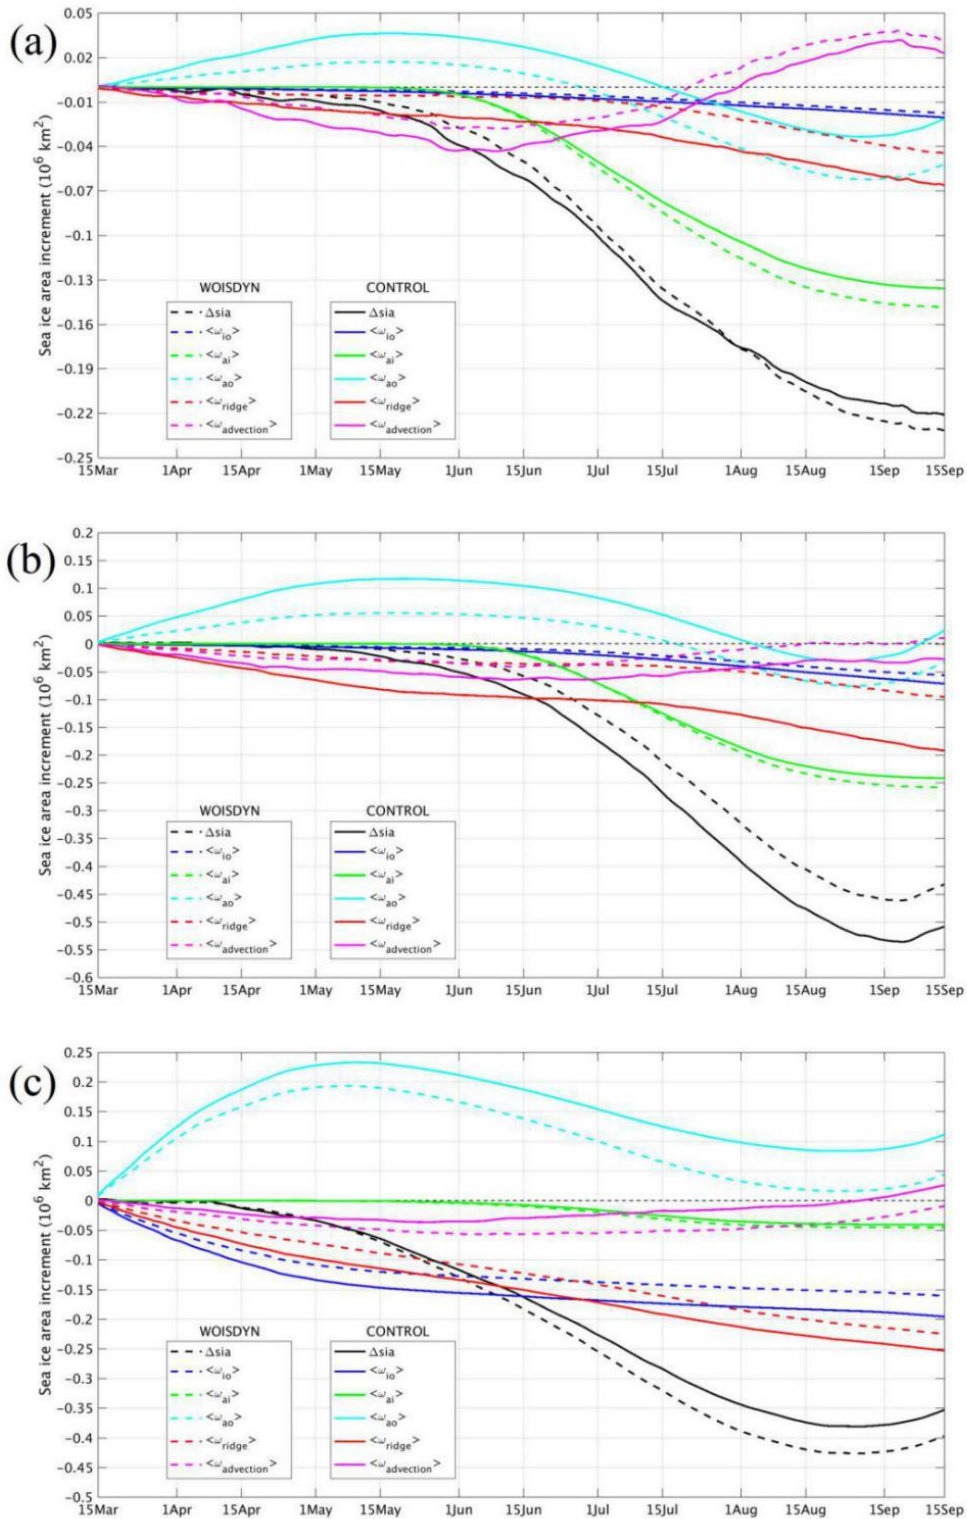 (a)
Sea ice area increment (10⁶ km²)
0.05
0.02
-0.01
-0.04
-0.07
-0.1
-0.13
-0.16
-0.19
-0.22
-0.25
WOISDYN CONTROL
Δsia Δsia
<ω_io> <ω_io>
<ω_ai> <ω_ai>
<ω_ao> <ω_ao>
<ω_ridge> <ω_ridge>
<ω_advection> <ω_advection>
15Mar 1Apr 15Apr 1May 15May 1Jun 15Jun 1Jul 15Jul 1Aug 15Aug 1Sep 15Sep
(b)
Sea ice area increment (10⁶ km²)
0.2
0.15
0.1
0.05
0
-0.05
-0.1
-0.15
-0.2
-0.25
-0.3
-0.35
-0.4
-0.45
-0.5
-0.55
-0.6
WOISDYN CONTROL
Δsia Δsia
<ω_io> <ω_io>
<ω_ai> <ω_ai>
<ω_ao> <ω_ao>
<ω_ridge> <ω_ridge>
<ω_advection> <ω_advection>
15Mar 1Apr 15Apr 1May 15May 1Jun 15Jun 1Jul 15Jul 1Aug 15Aug 1Sep 15Sep
(c)
Sea ice area increment (10⁶ km²)
0.25
0.2
0.15
0.1
0.05
0
-0.05
-0.1
-0.15
-0.2
-0.25
-0.3
-0.35
-0.4
-0.45
-0.5
WOISDYN CONTROL
Δsia Δsia
<ω_io> <ω_io>
<ω_ai> <ω_ai>
<ω_ao> <ω_ao>
<ω_ridge> <ω_ridge>
<ω_advection> <ω_advection>
15Mar 1Apr 15Apr 1May 15May 1Jun 15Jun 1Jul 15Jul 1Aug 15Aug 1Sep 15Sep